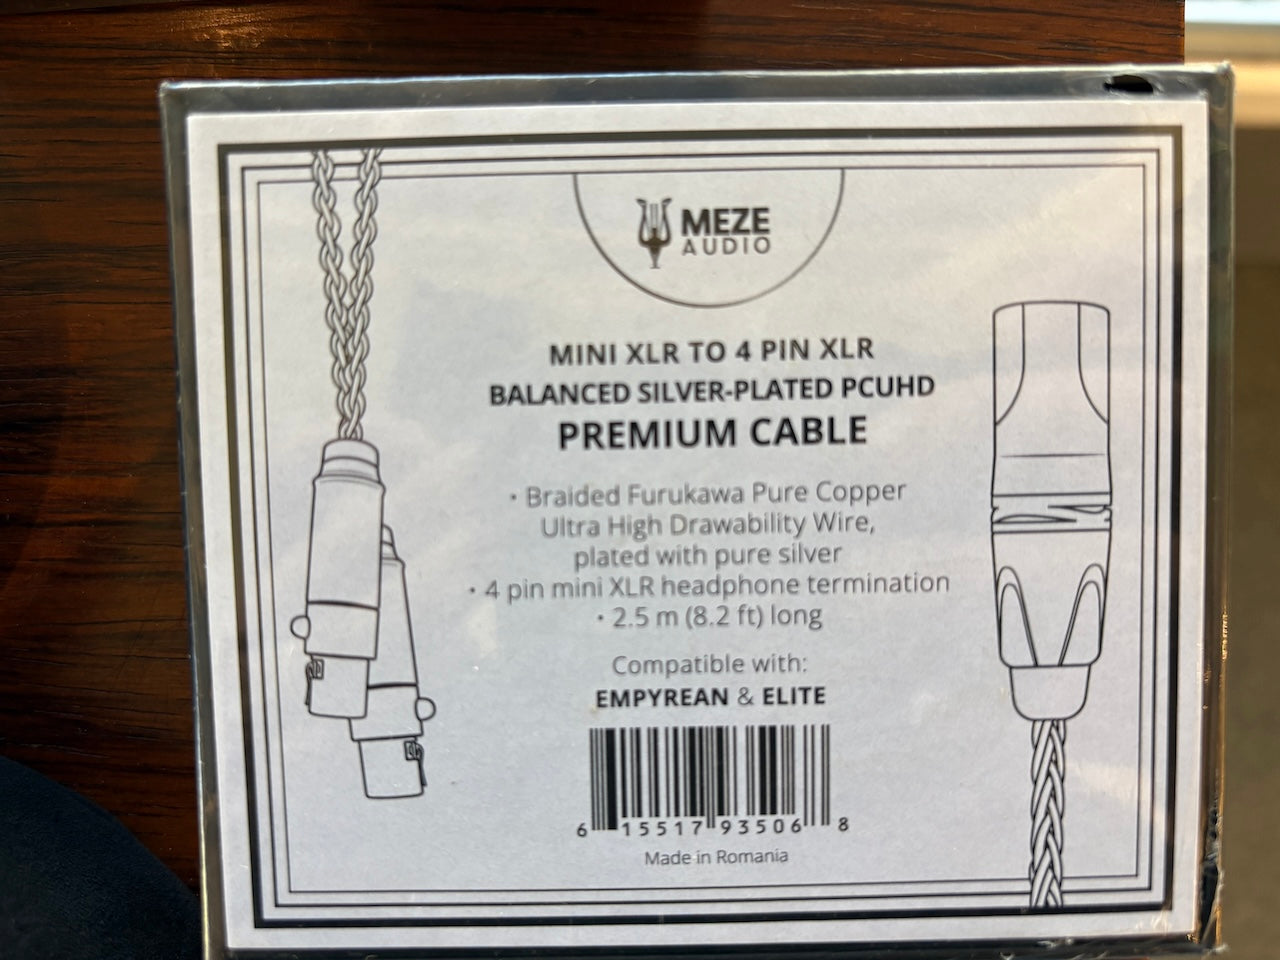 MEZE
AUDIO
MINI XLR TO 4 PIN XLR
BALANCED SILVER-PLATED PCUHD
PREMIUM CABLE
• Braided Furukawa Pure Copper
Ultra High Drawability Wire,
plated with pure silver
• 4 pin mini XLR headphone termination
• 2.5 m (8.2 ft) long
Compatible with:
EMPYREAN & ELITE
6 15517 93506 8
Made in Romania